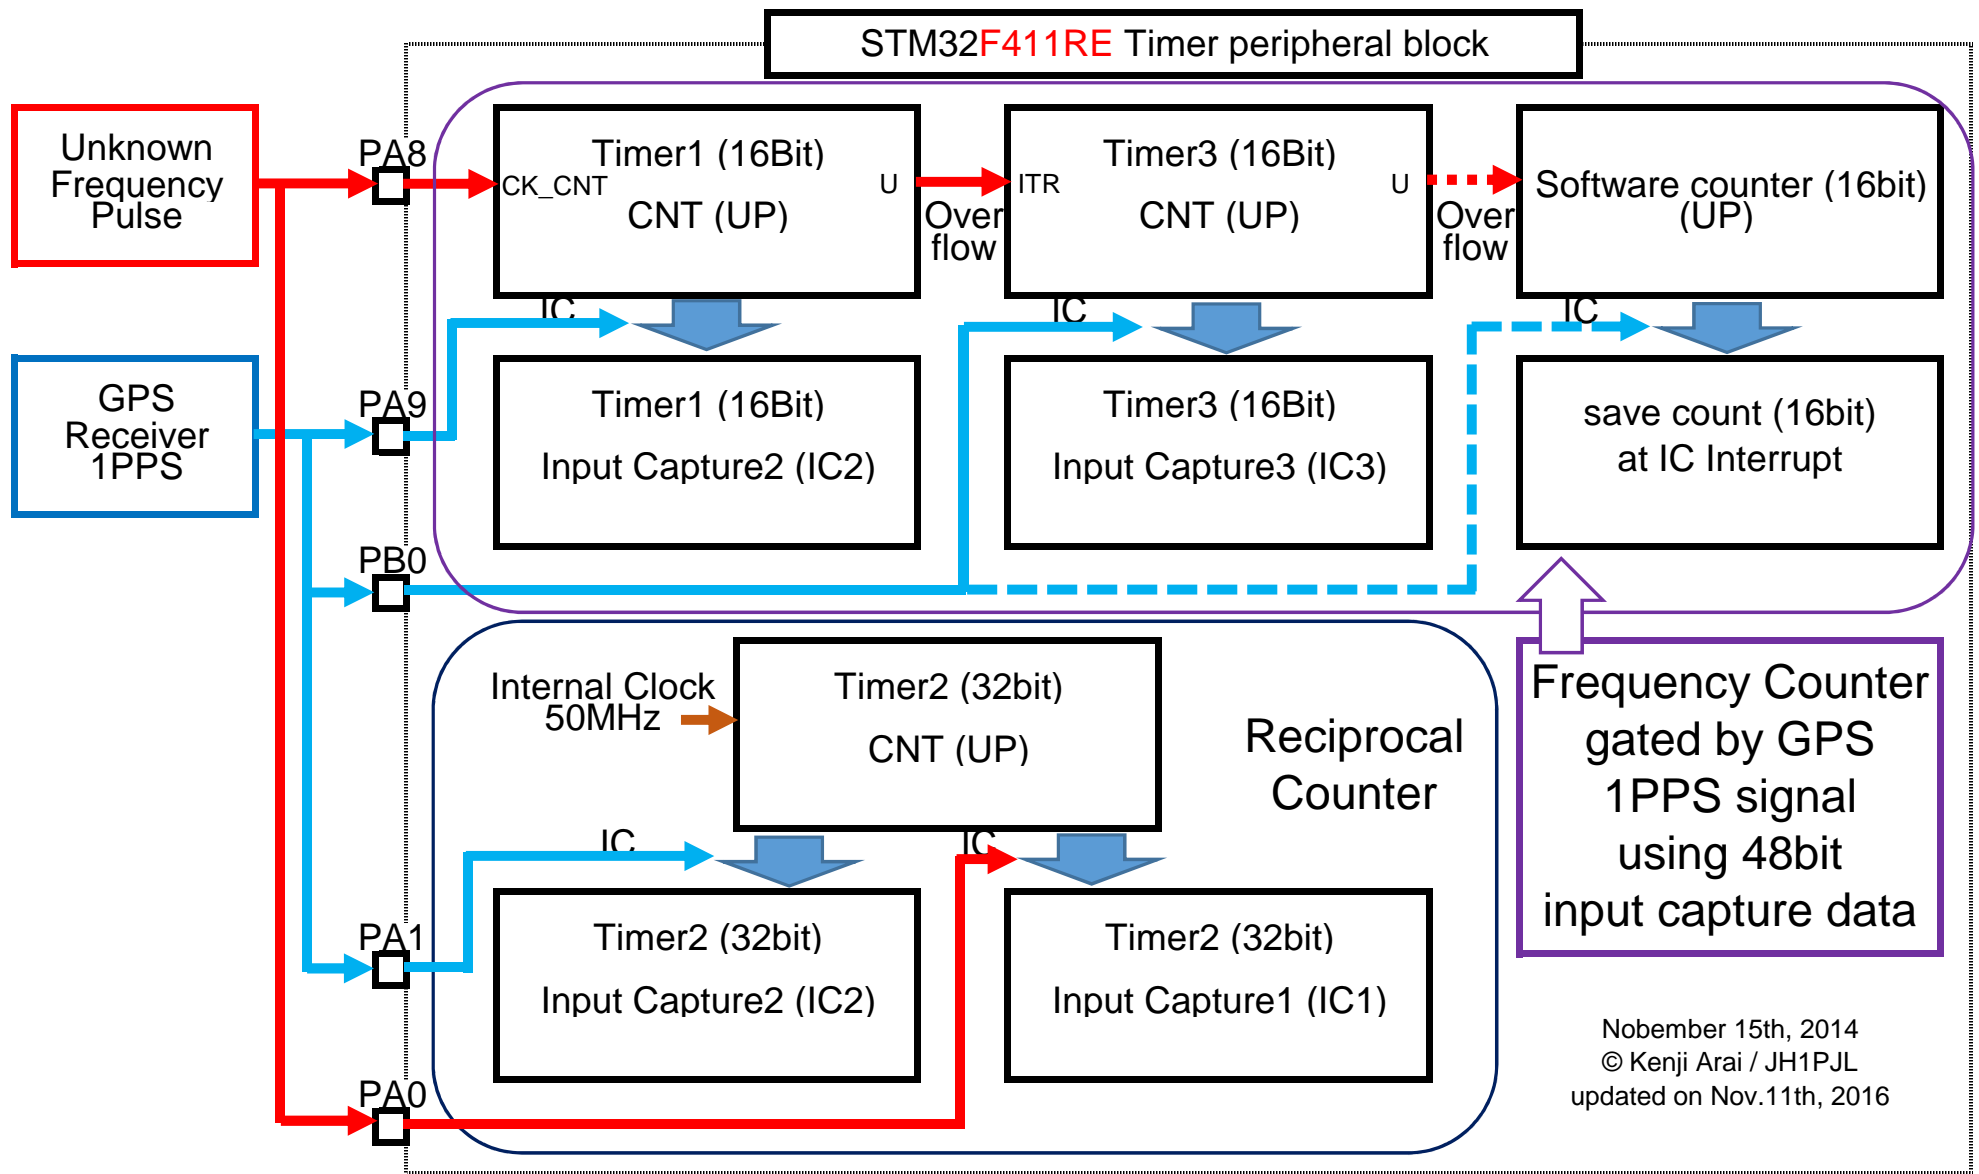 STM32F411RE Timer peripheral block
Unknown
Frequency
Pulse
PA8
CK_CNT
Timer1 (16Bit)
CNT (UP)
U
Over
flow
ITR
Timer3 (16Bit)
CNT (UP)
U
Over
flow
Software counter (16bit)
(UP)
IC
IC
IC
GPS
Receiver
1PPS
PA9
Timer1 (16Bit)
Input Capture2 (IC2)
Timer3 (16Bit)
Input Capture3 (IC3)
save count (16bit)
at IC Interrupt
PB0
Internal Clock
50MHz
Timer2 (32bit)
CNT (UP)
Reciprocal
Counter
Frequency Counter
gated by GPS
1PPS signal
using 48bit
input capture data
IC
IC
PA1
Timer2 (32bit)
Input Capture2 (IC2)
Timer2 (32bit)
Input Capture1 (IC1)
PA0
Nobember 15th, 2014
© Kenji Arai / JH1PJL
updated on Nov.11th, 2016